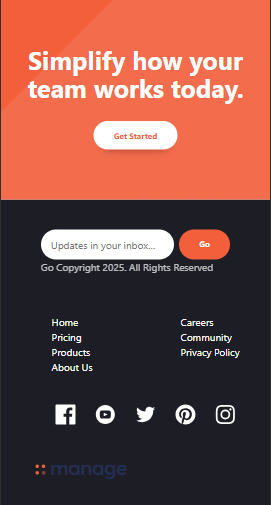 Simplify how your
team works today.
Get Started
Updates in your inbox...
Go
Go Copyright 2025. All Rights Reserved
Home
Pricing
Products
About Us
Careers
Community
Privacy Policy
manage